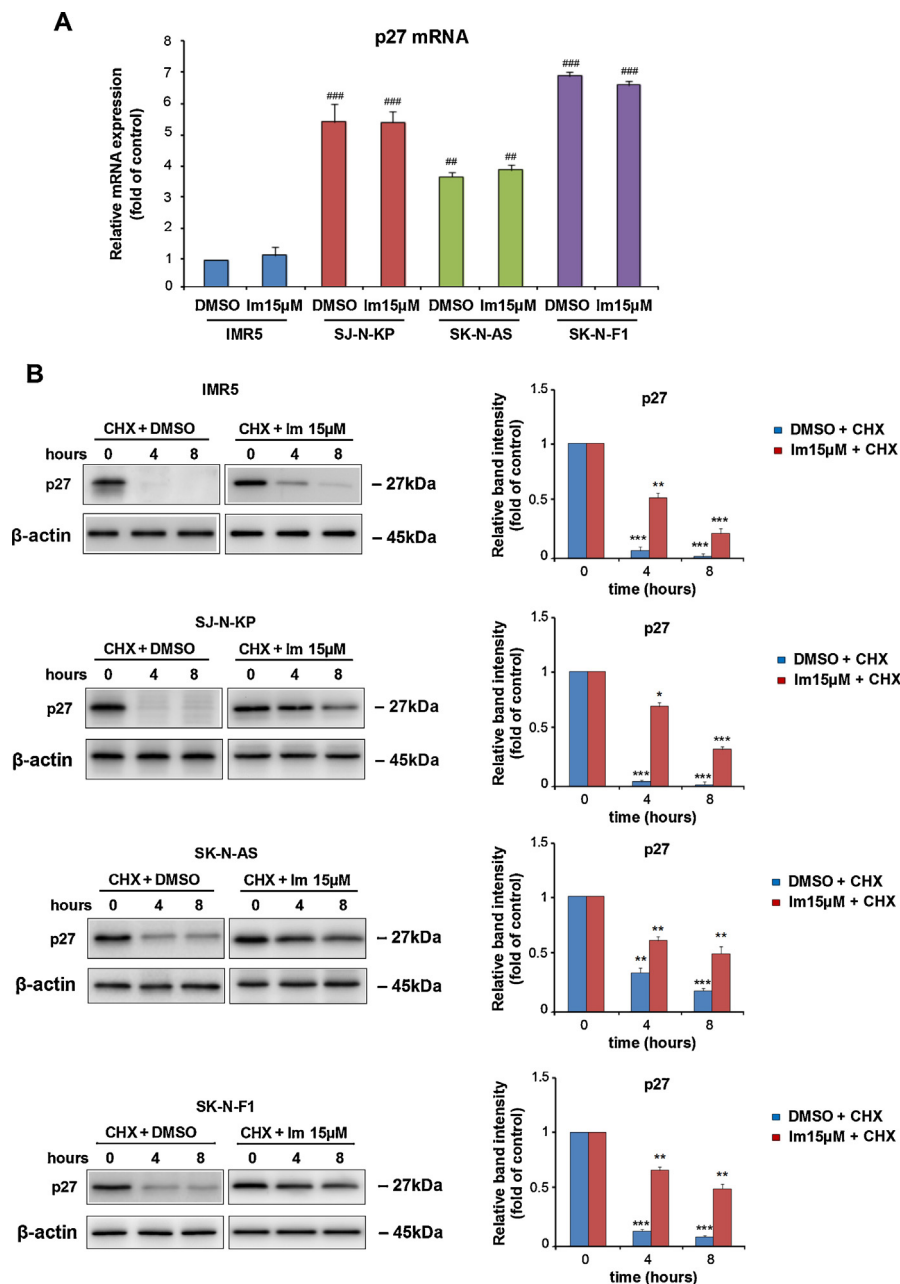 A
p27 mRNA
Relative mRNA expression
(fold of control)
8
7
6
5
4
2
1
0
###
###
##
##
###
###
DMSO Im15µM DMSO Im15µM DMSO Im15µM DMSO Im15µM
IMR5 SJ-N-KP SK-N-AS SK-N-F1
B
IMR5
CHX + DMSO CHX + Im 15µM
hours 0 4 8 0 4 8
p27 – 27kDa
β-actin – 45kDa
p27
Relative band intensity
(fold of control)
1.5
1
0.5
0
*** ** *** ***
0 4 8
time (hours)
DMSO + CHX
Im15µM + CHX
SJ-N-KP
CHX + DMSO CHX + Im 15µM
hours 0 4 8 0 4 8
p27 – 27kDa
β-actin – 45kDa
p27
Relative band intensity
(fold of control)
1.5
1
0.5
0
*** * *** ***
0 4 8
time (hours)
DMSO + CHX
Im15µM + CHX
SK-N-AS
CHX + DMSO CHX + Im 15µM
hours 0 4 8 0 4 8
p27 – 27kDa
β-actin – 45kDa
p27
Relative band intensity
(fold of control)
1.5
1
0.5
0
** ** *** **
0 4 8
time (hours)
DMSO + CHX
Im15µM + CHX
SK-N-F1
CHX + DMSO CHX + Im 15µM
hours 0 4 8 0 4 8
p27 – 27kDa
β-actin – 45kDa
p27
Relative band intensity
(fold of control)
1.5
1
0.5
0
*** ** *** **
0 4 8
time (hours)
DMSO + CHX
Im15µM + CHX